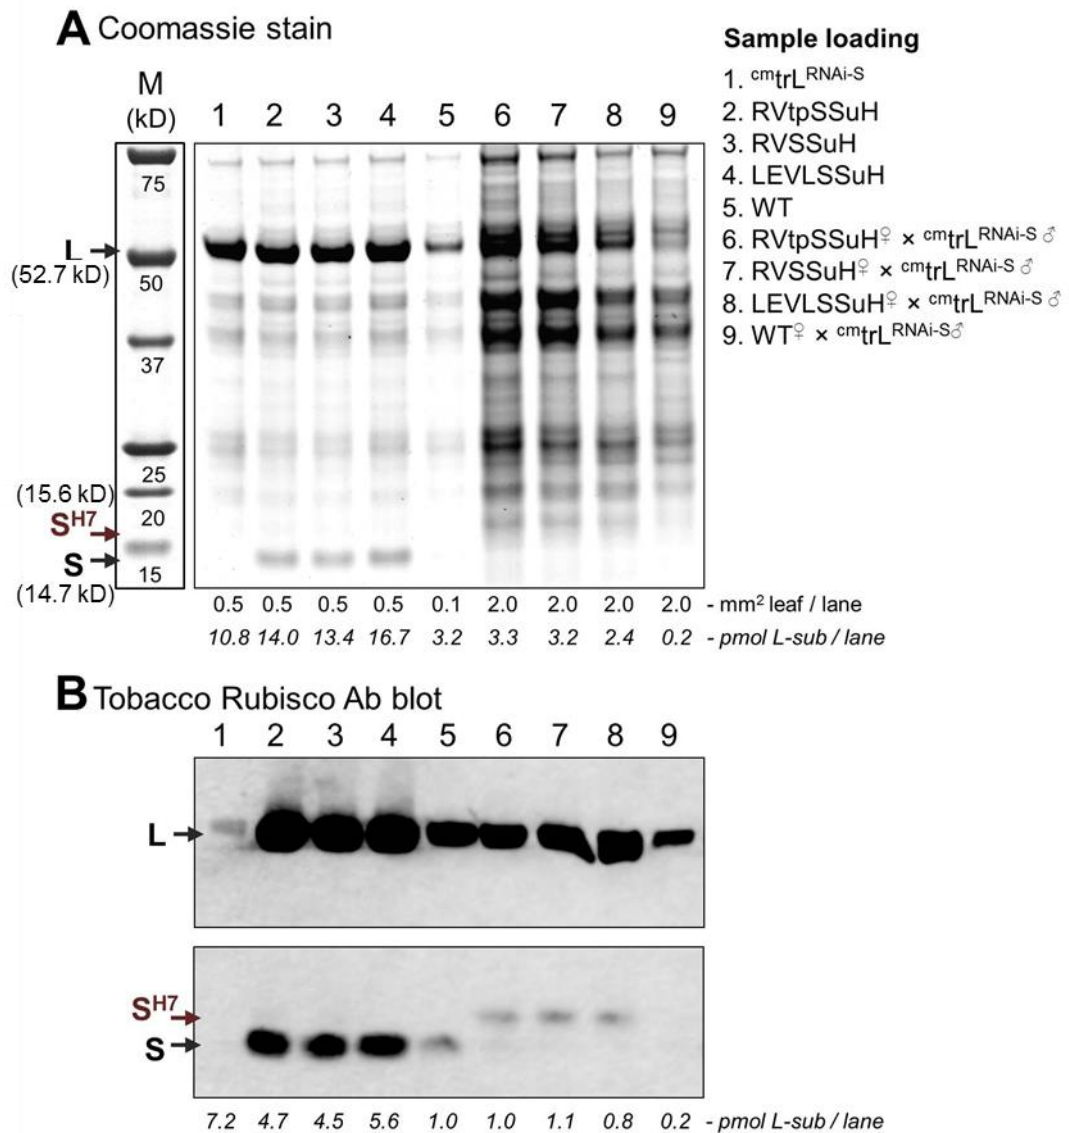 A Coomassie stain
Sample loading
M
(kD)
1 2 3 4 5 6 7 8 9
1. cmtrLRNAi-S
2. RVtpSSuH
3. RVSSuH
4. LEVLSSuH
5. WT
6. RVtpSSuH♀ × cmtrLRNAi-S ♂
7. RVSSuH♀ × cmtrLRNAi-S ♂
8. LEVLSSuH♀ × cmtrLRNAi-S ♂
9. WT♀ × cmtrLRNAi-S♂
75
L
(52.7 kD)
50
37
25
(15.6 kD)
20
SH7
S
15
(14.7 kD)
0.5 0.5 0.5 0.5 0.1 2.0 2.0 2.0 2.0 - mm2 leaf / lane
10.8 14.0 13.4 16.7 3.2 3.3 3.2 2.4 0.2 - pmol L-sub / lane
B Tobacco Rubisco Ab blot
1 2 3 4 5 6 7 8 9
L
SH7
S
7.2 4.7 4.5 5.6 1.0 1.0 1.1 0.8 0.2 - pmol L-sub / lane